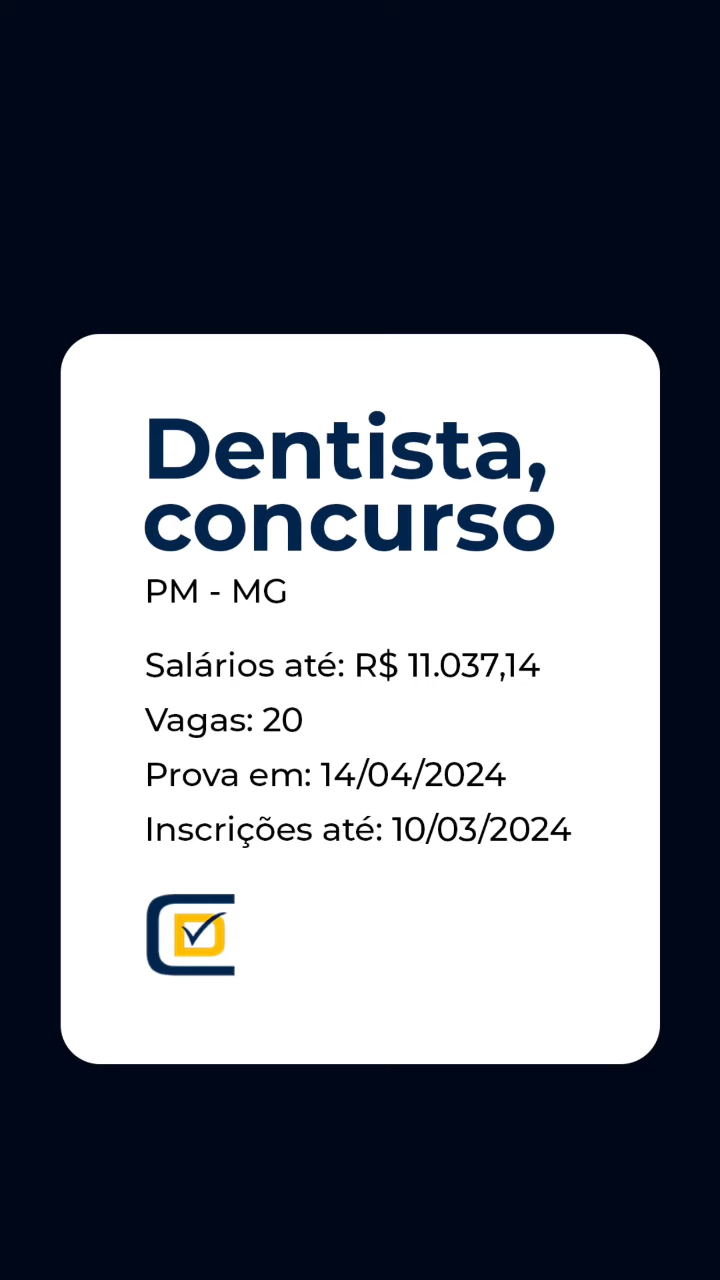 Dentista,
concurso
PM - MG
Salários até: R$ 11.037,14
Vagas: 20
Prova em: 14/04/2024
Inscrições até: 10/03/2024